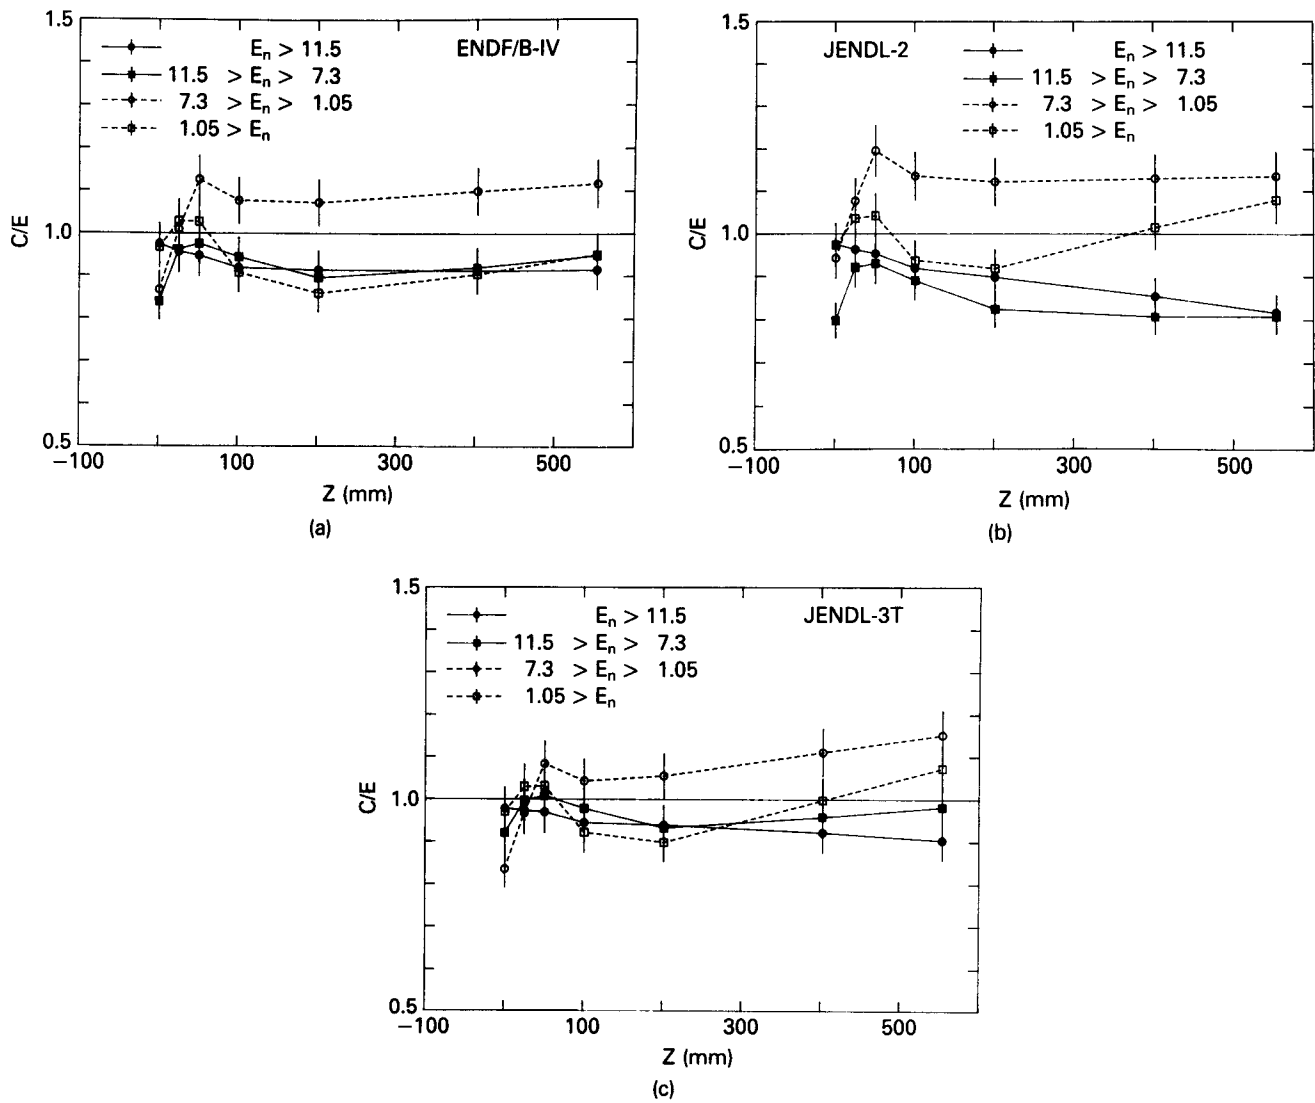 1.5
E_n > 11.5
ENDF/B-IV
11.5 > E_n > 7.3
7.3 > E_n > 1.05
1.05 > E_n
C/E
1.0
0.5
−100
100
300
500
Z (mm)
(a)
1.5
JENDL-2
E_n > 11.5
11.5 > E_n > 7.3
7.3 > E_n > 1.05
1.05 > E_n
C/E
1.0
0.5
−100
100
300
500
Z (mm)
(b)
1.5
E_n > 11.5
JENDL-3T
11.5 > E_n > 7.3
7.3 > E_n > 1.05
1.05 > E_n
C/E
1.0
0.5
−100
100
300
500
Z (mm)
(c)